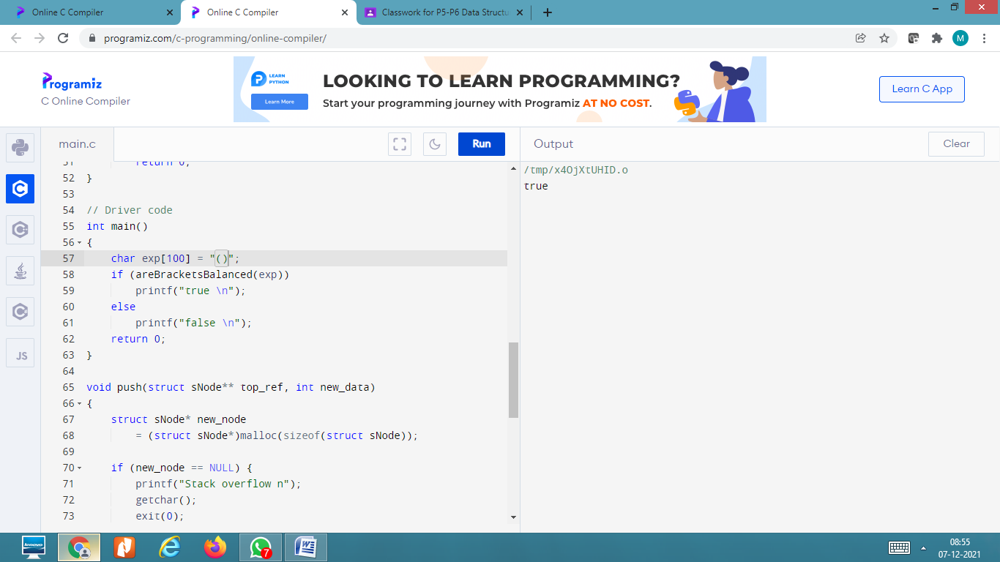 Online C Compiler
Online C Compiler
Classwork for P5-P6 Data Structu
programiz.com/c-programming/online-compiler/
M
Programiz
C Online Compiler
LEARN
PYTHON
Learn More
LOOKING TO LEARN PROGRAMMING?
Start your programming journey with Programiz AT NO COST.
Learn C App
main.c
Run
Output
Clear
51 return 0;
52 }
53
54 // Driver code
55 int main()
56 {
57 char exp[100] = "()";
58 if (areBracketsBalanced(exp))
59 printf("true \n");
60 else
61 printf("false \n");
62 return 0;
63 }
64
65 void push(struct sNode** top_ref, int new_data)
66 {
67 struct sNode* new_node
68 = (struct sNode*)malloc(sizeof(struct sNode));
69
70 if (new_node == NULL) {
71 printf("Stack overflow n");
72 getchar();
73 exit(0);
/tmp/x4OjXtUHID.o
true
JS
lenovo
7
08:55
07-12-2021